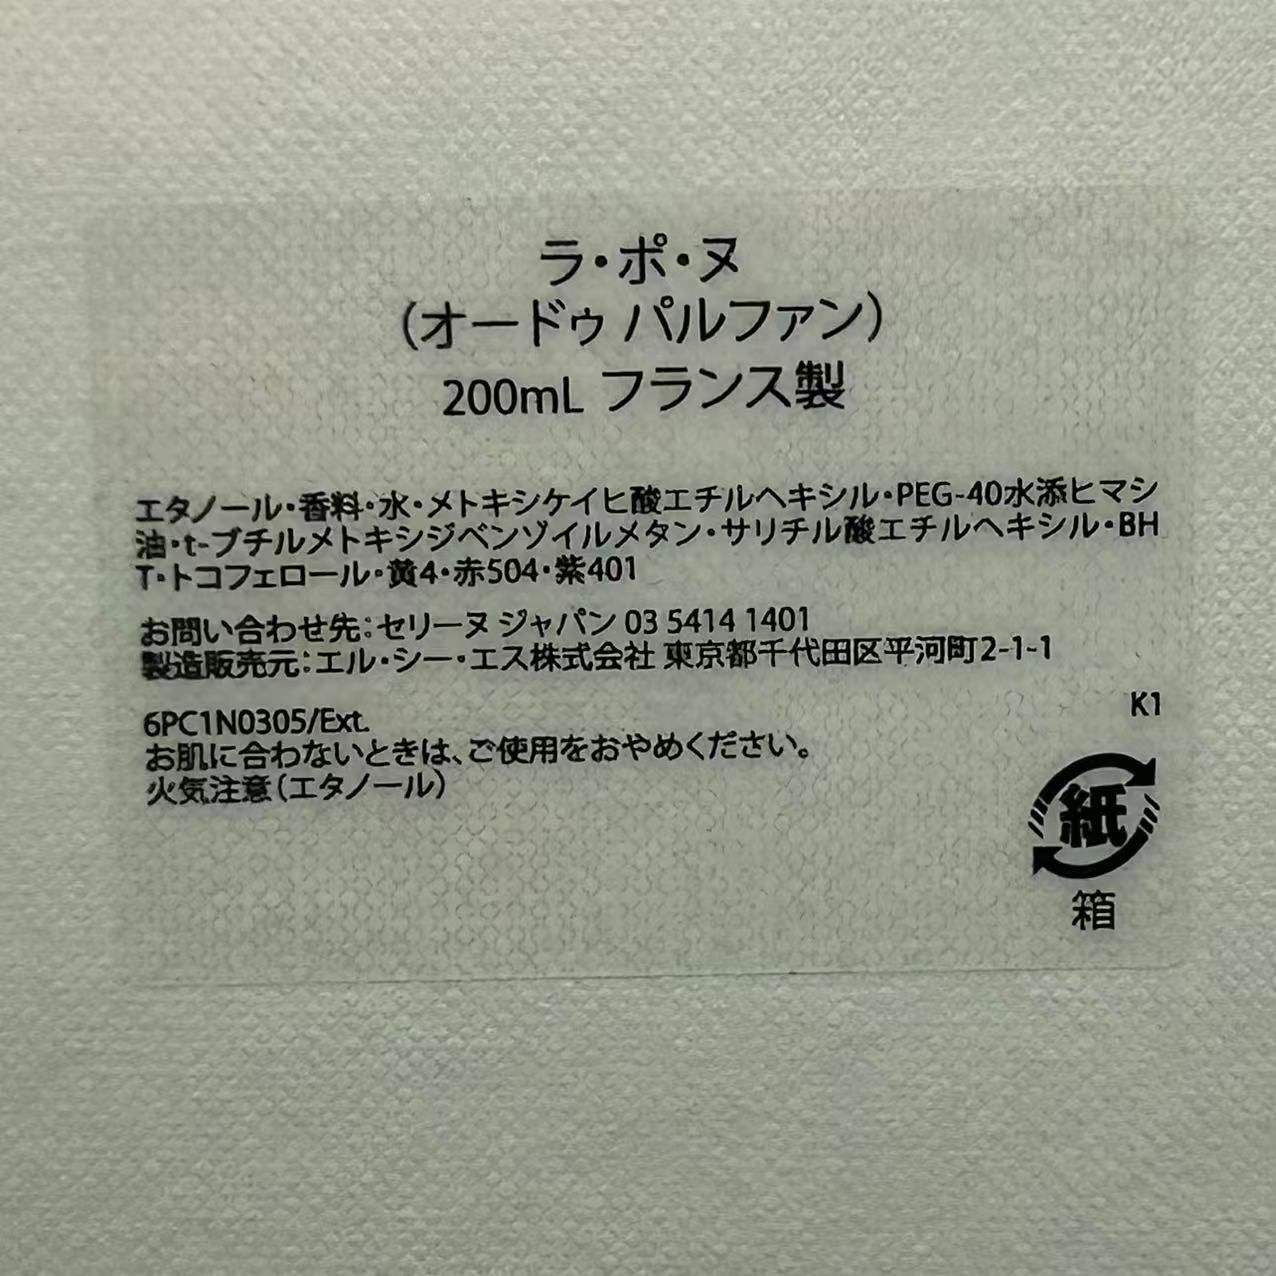 ラ・ポ・ヌ
(オードゥ パルファン)
200mL フランス製
エタノール・香料・水・メトキシケイヒ酸エチルヘキシル・PEG-40水添ヒマシ
油・t-ブチルメトキシジベンゾイルメタン・サリチル酸エチルヘキシル・BH
T・トコフェロール・黄4・赤504・紫401
お問い合わせ先：セリーヌ ジャパン 03 5414 1401
製造販売元：エル・シー・エス株式会社 東京都千代田区平河町2-1-1
6PC1N0305/Ext.
K1
お肌に合わないときは、ご使用をおやめください。
火気注意（エタノール）
紙
箱